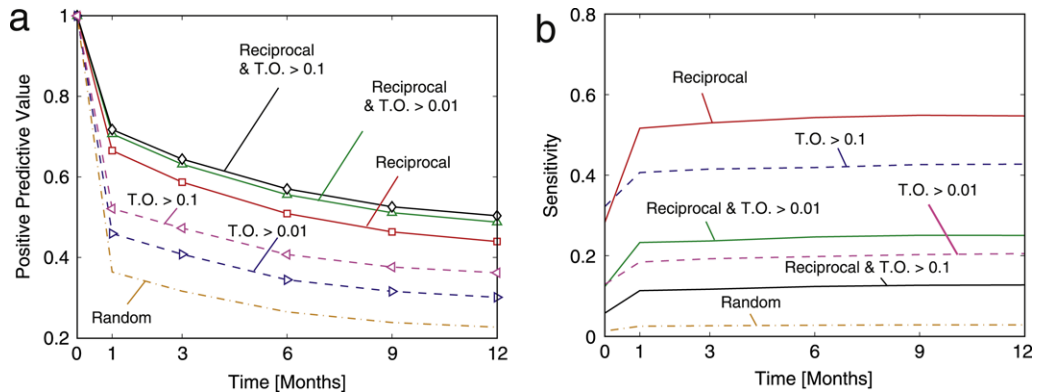 a
Positive Predictive Value
1
0.8
0.6
0.4
0.2
0
1
3
6
9
12
Time [Months]
Reciprocal
& T.O. > 0.1
Reciprocal
& T.O. > 0.01
Reciprocal
T.O. > 0.1
T.O. > 0.01
Random
b
Sensitivity
0.8
0.6
0.4
0.2
0
0
1
3
6
9
12
Time [Months]
Reciprocal
T.O. > 0.1
T.O. > 0.01
Reciprocal & T.O. > 0.01
Reciprocal & T.O. > 0.1
Random